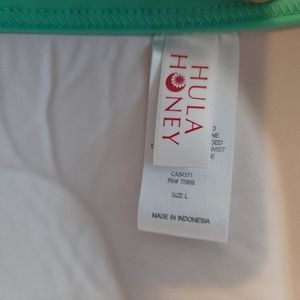 HULA
HONEY
CA34371
RN# 75869
SIZE L
MADE IN INDONESIA